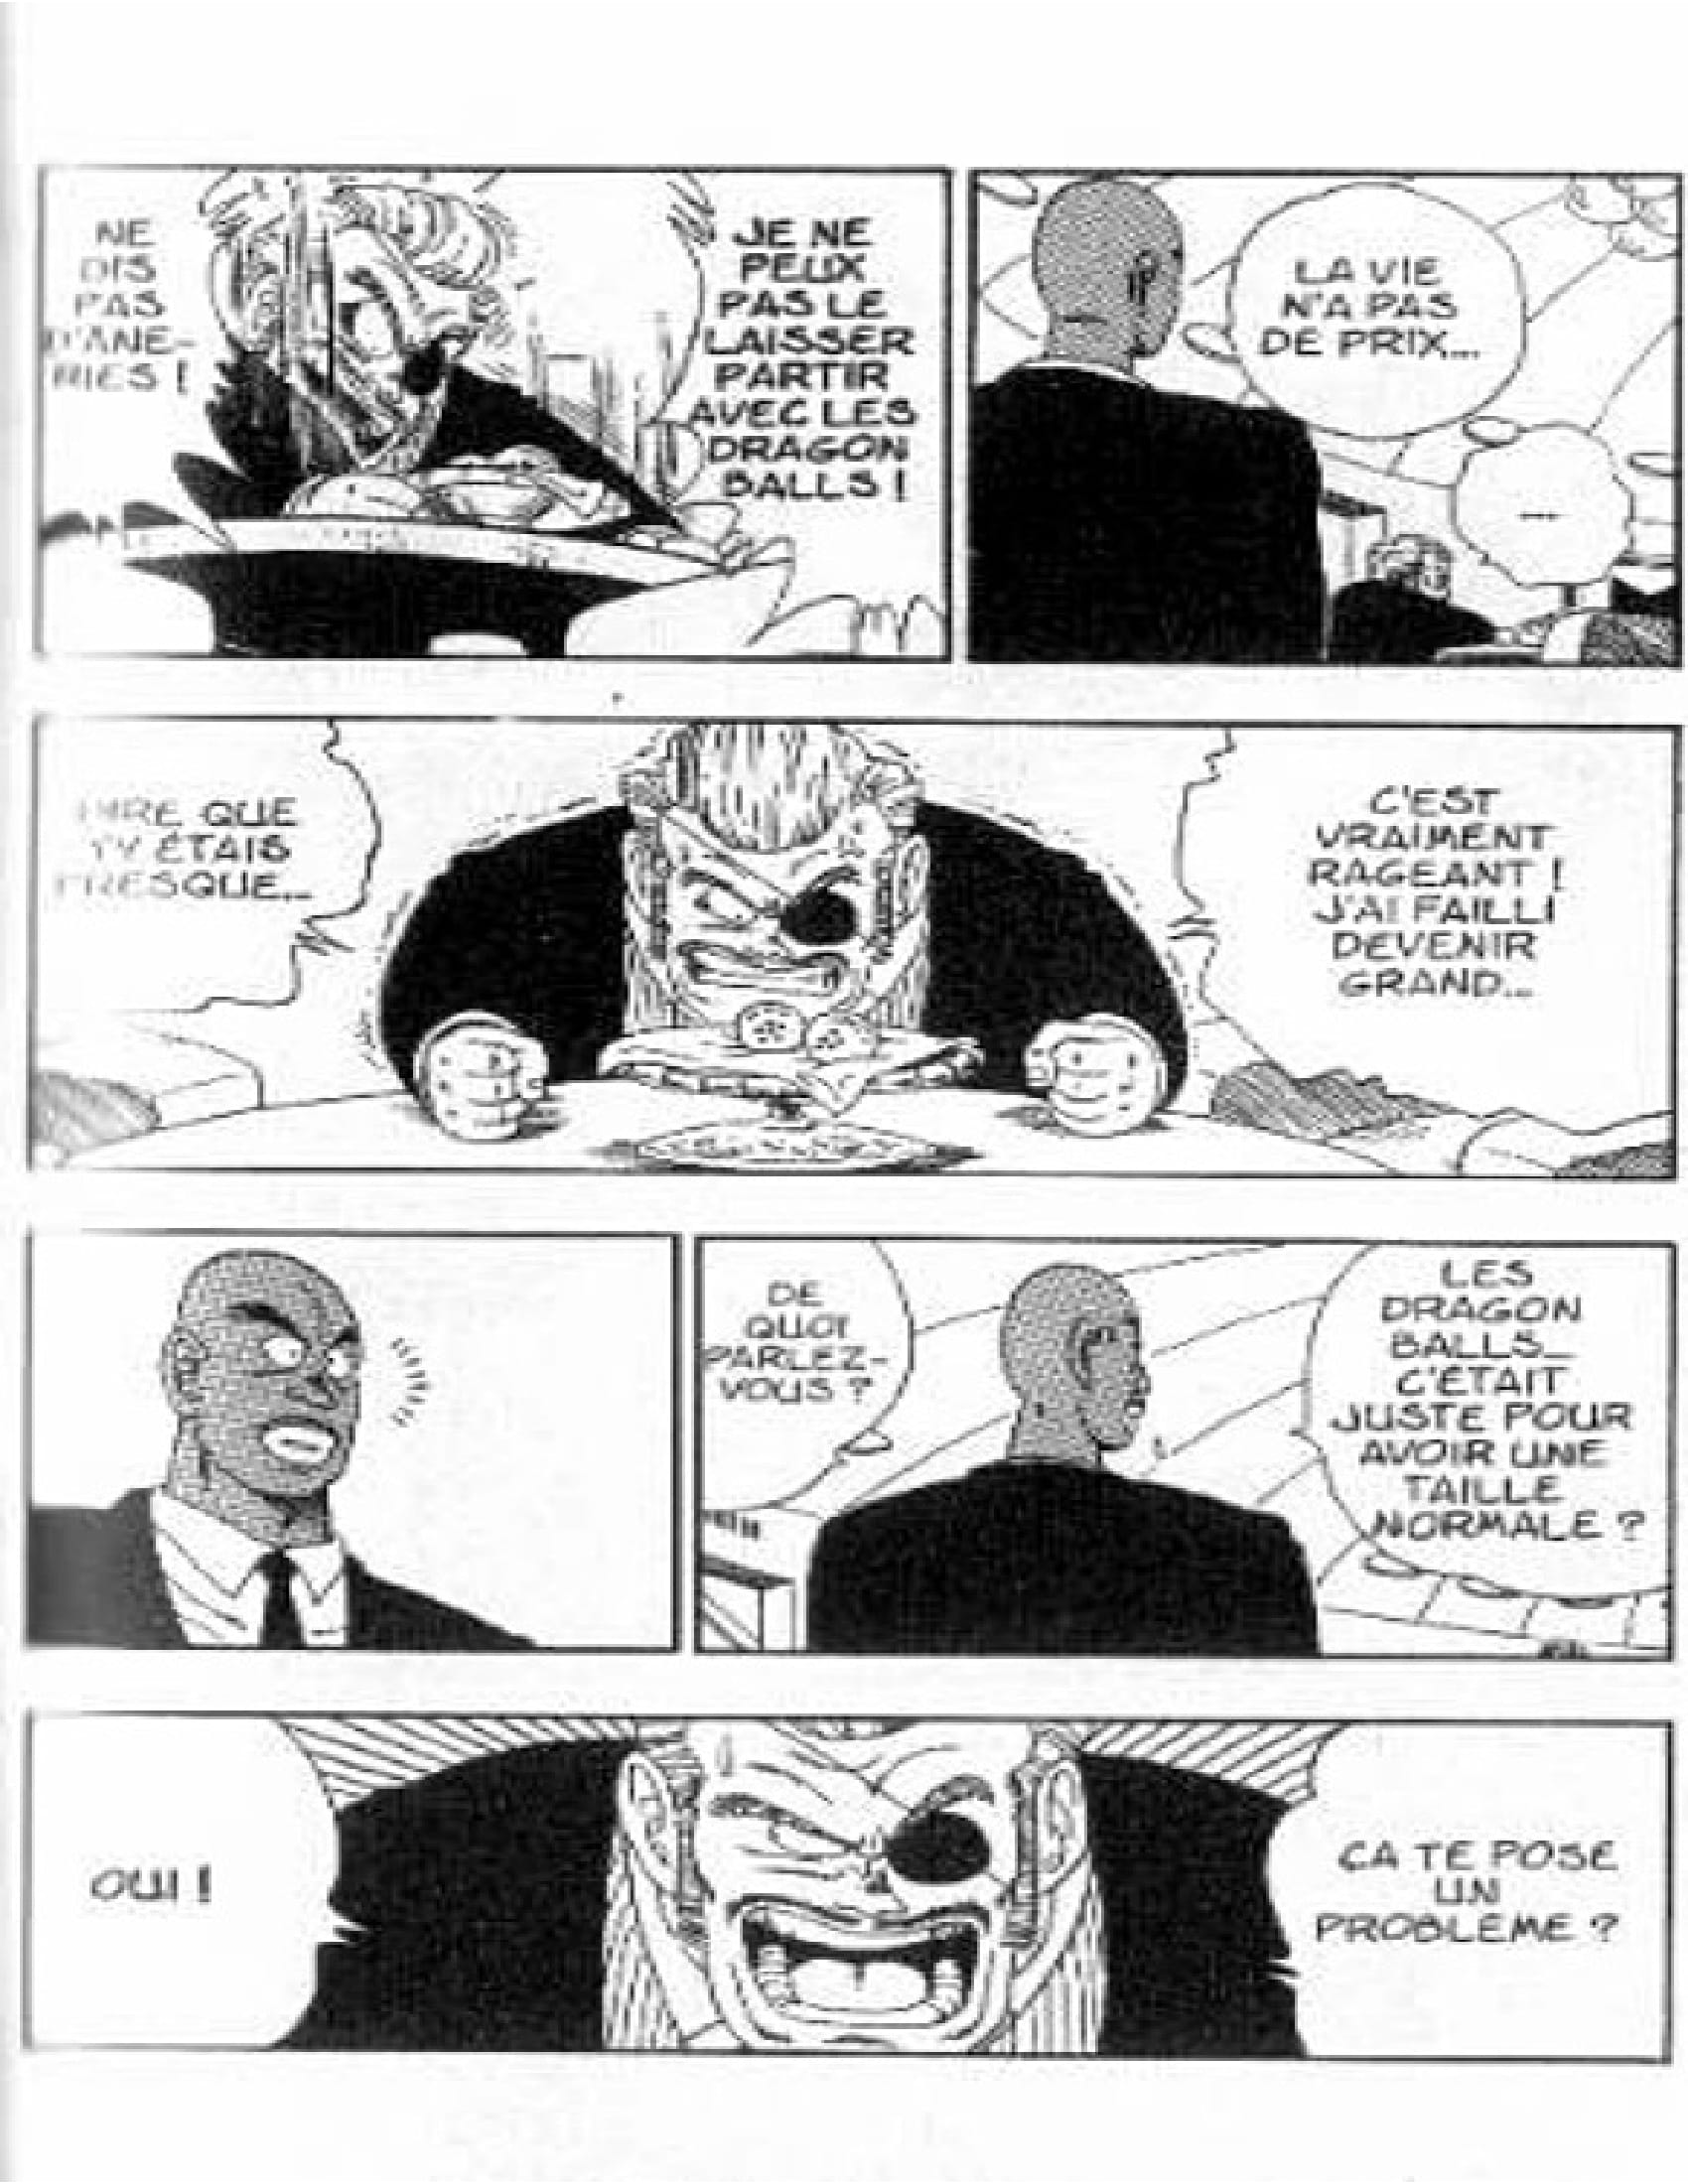 LA VIE
N'A PAS
DE PRIX...
...
JE NE
PEUX
PAS LE
LAISSER
PARTIR
AVEC LES
DRAGON
BALLS !
NE
DIS
PAS
D'ÂNE-
RIES !
C'EST
VRAIMENT
RAGEANT !
J'AI FAILLI
DEVENIR
GRAND...
DIRE QUE
J'Y ÉTAIS
PRESQUE...
LES
DRAGON
BALLS...
C'ÉTAIT
JUSTE POUR
AVOIR UNE
TAILLE
NORMALE ?
DE
QUOI
PARLEZ-
VOUS ?
ÇA TE POSE
UN
PROBLÈME ?
OUI !